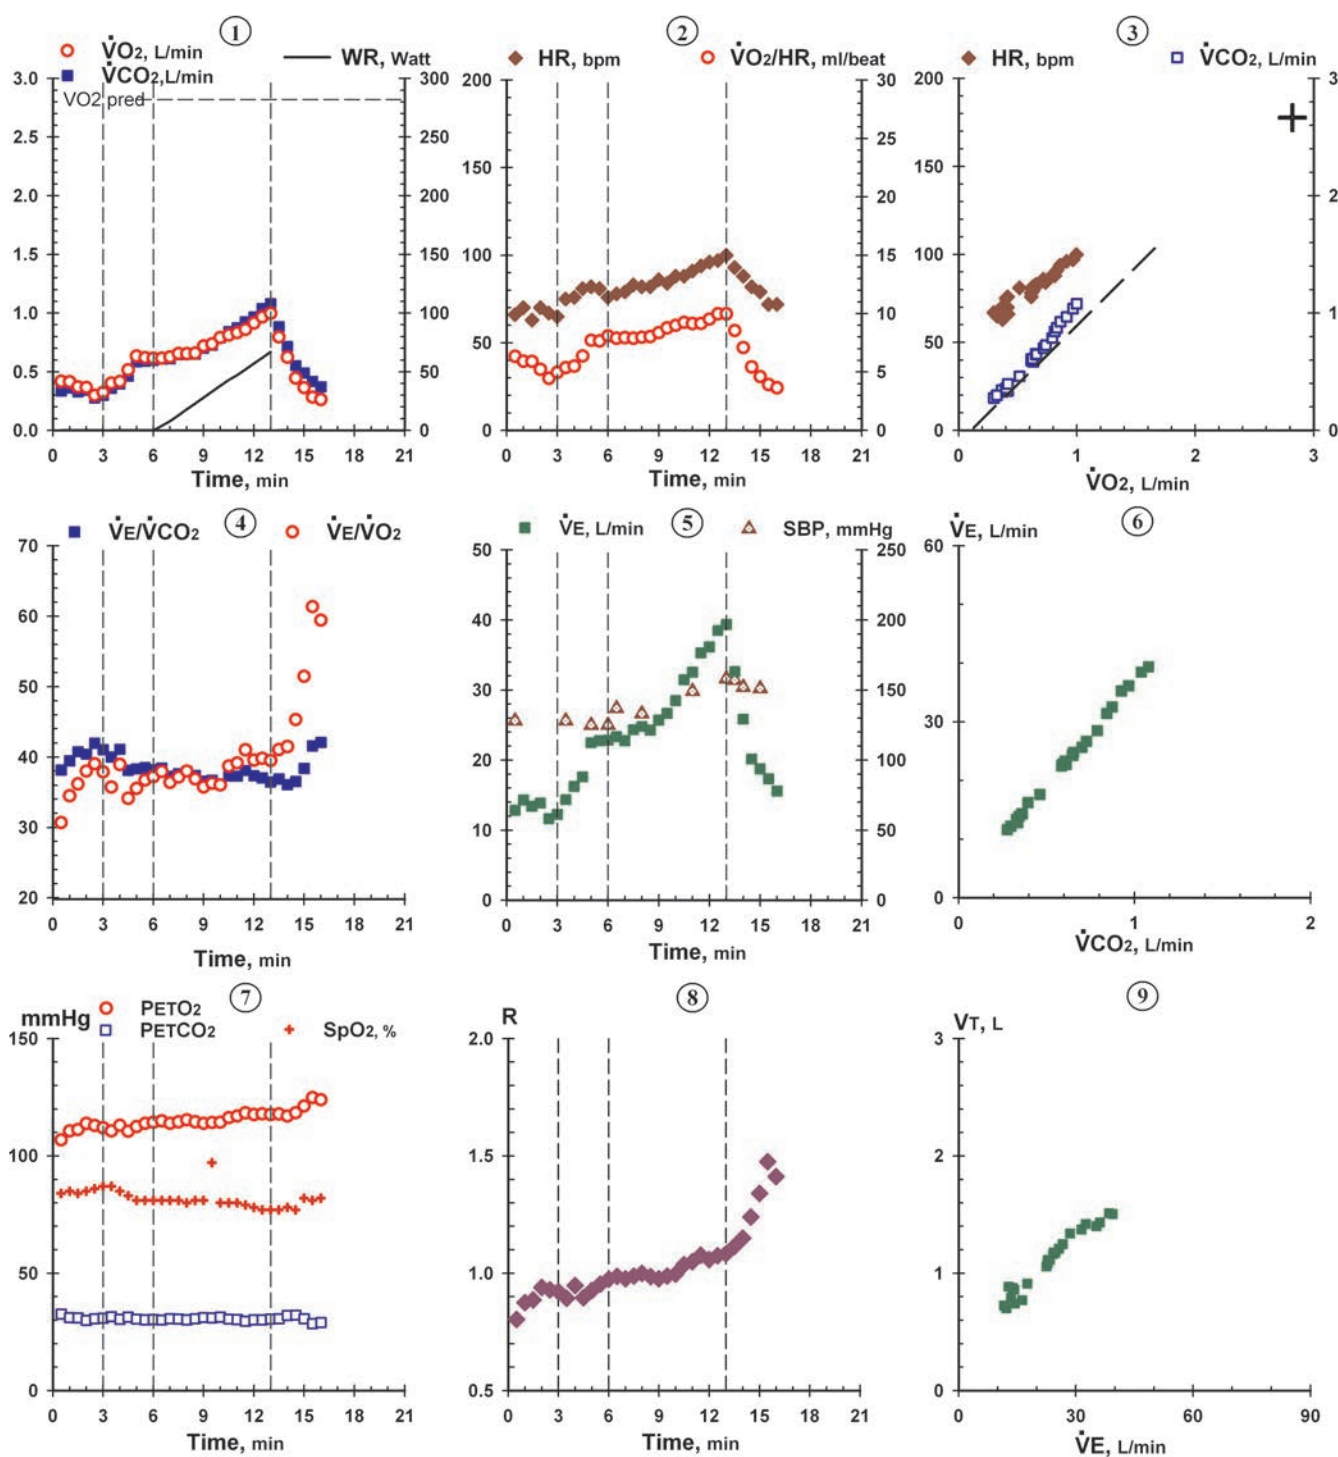 ①
V̇O2, L/min
V̇CO2,L/min
WR, Watt
VO2 pred
3.0 2.5 2.0 1.5 1.0 0.5 0.0
300 250 200 150 100 50 0
0 3 6 9 12 15 18 21
Time, min
②
HR, bpm
V̇O2/HR, ml/beat
200 150 100 50 0
30 25 20 15 10 5 0
0 3 6 9 12 15 18 21
Time, min
③
HR, bpm
V̇CO2, L/min
200 150 100 50 0
3 2 1 0
0 1 2 3
V̇O2, L/min
④
V̇E/V̇CO2
V̇E/V̇O2
70 60 50 40 30 20
0 3 6 9 12 15 18 21
Time, min
⑤
V̇E, L/min
SBP, mmHg
50 40 30 20 10 0
250 200 150 100 50 0
0 3 6 9 12 15 18 21
Time, min
⑥
V̇E, L/min
60 30 0
0 1 2
V̇CO2, L/min
⑦
mmHg
PETO2
PETCO2
SpO2, %
150 100 50 0
0 3 6 9 12 15 18 21
Time, min
⑧
R
2.0 1.5 1.0 0.5
0 3 6 9 12 15 18 21
Time, min
⑨
VT, L
3 2 1 0
0 30 60 90
V̇E, L/min